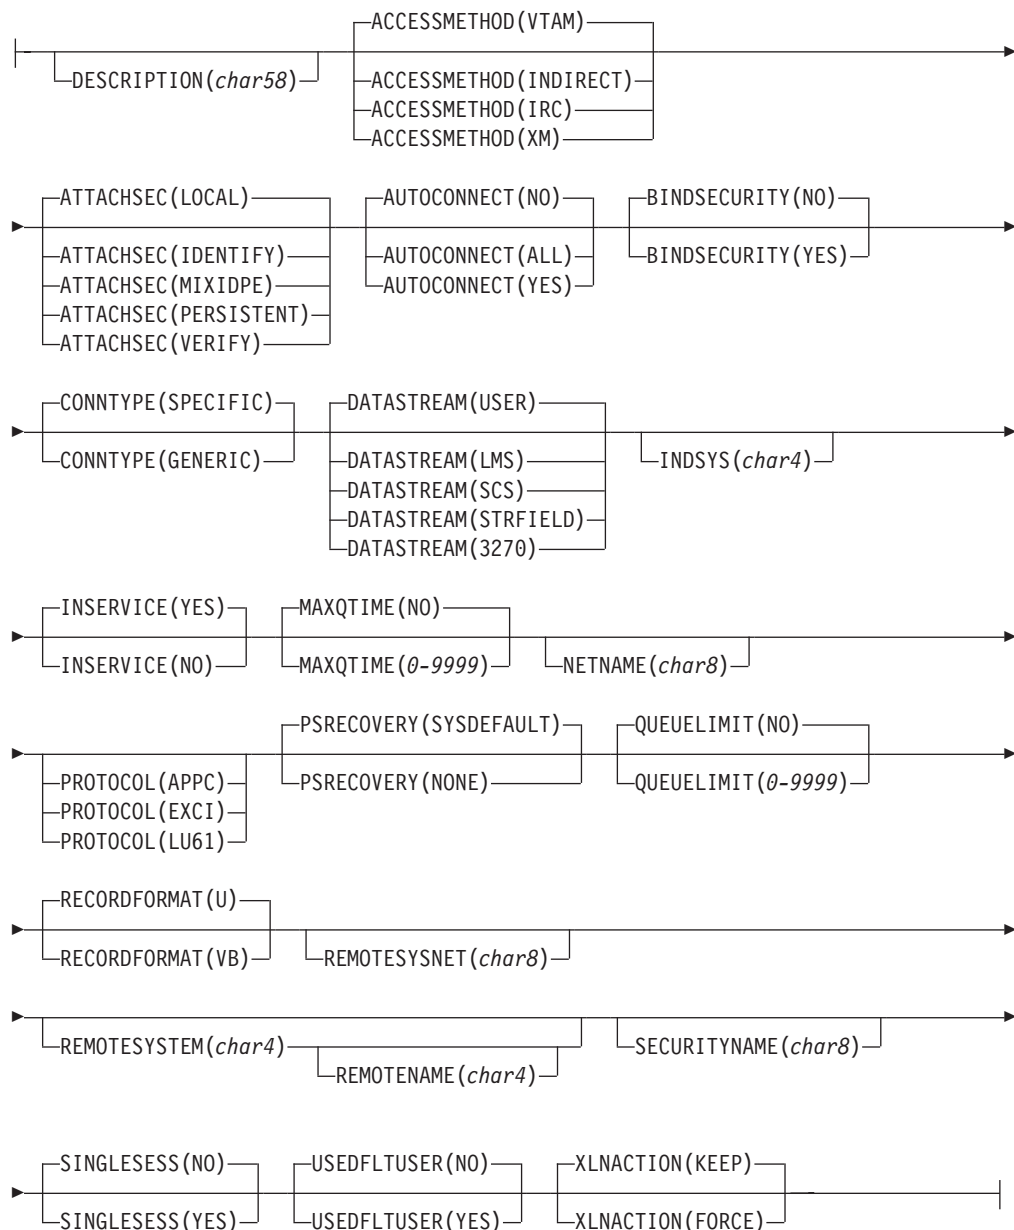 ACCESSMETHOD(VTAM)
DESCRIPTION(char58)
ACCESSMETHOD(INDIRECT)
ACCESSMETHOD(IRC)
ACCESSMETHOD(XM)
ATTACHSEC(LOCAL)
ATTACHSEC(IDENTIFY)
ATTACHSEC(MIXIDPE)
ATTACHSEC(PERSISTENT)
ATTACHSEC(VERIFY)
AUTOCONNECT(NO)
AUTOCONNECT(ALL)
AUTOCONNECT(YES)
BINDSECURITY(NO)
BINDSECURITY(YES)
CONNTYPE(SPECIFIC)
CONNTYPE(GENERIC)
DATASTREAM(USER)
DATASTREAM(LMS)
DATASTREAM(SCS)
DATASTREAM(STRFIELD)
DATASTREAM(3270)
INDSYS(char4)
INSERVICE(YES)
INSERVICE(NO)
MAXQTIME(NO)
MAXQTIME(0-9999)
NETNAME(char8)
PROTOCOL(APPC)
PROTOCOL(EXCI)
PROTOCOL(LU61)
PSRECOVERY(SYSDEFAULT)
PSRECOVERY(NONE)
QUEUELIMIT(NO)
QUEUELIMIT(0-9999)
RECORDFORMAT(U)
RECORDFORMAT(VB)
REMOTESYSNET(char8)
REMOTESYSTEM(char4)
REMOTENAME(char4)
SECURITYNAME(char8)
SINGLESESS(NO)
SINGLESESS(YES)
USEDFLTUSER(NO)
USEDFLTUSER(YES)
XLNACTION(KEEP)
XLNACTION(FORCE)